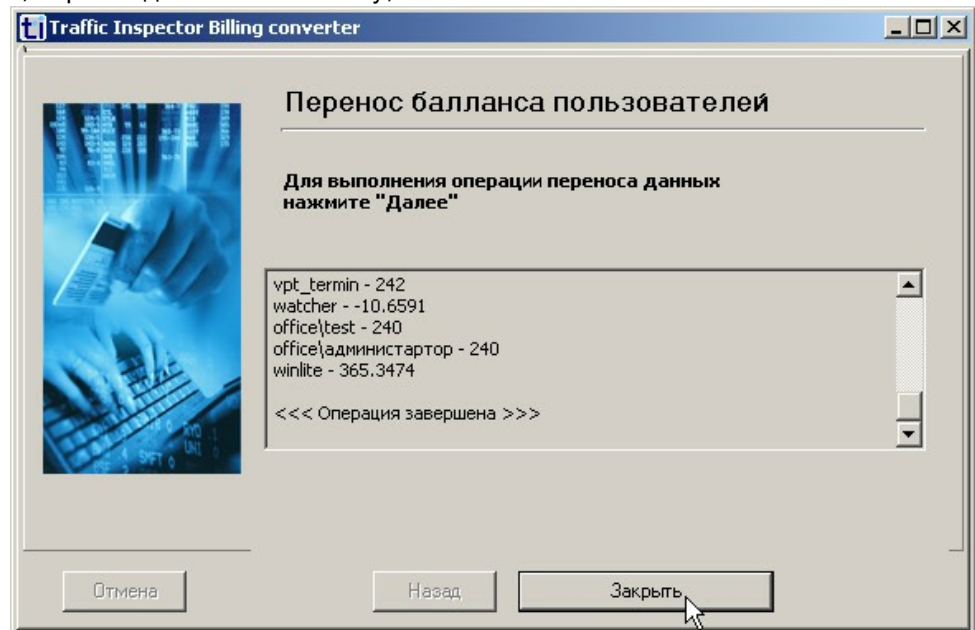 Traffic Inspector Billing converter
Перенос балланса пользователей
Для выполнения операции переноса данных
нажмите "Далее"
vpt_termin - 242
watcher - -10.6591
office\test - 240
office\администартор - 240
winlite - 365.3474
<<< Операция завершена >>>
Отмена
Назад
Закрыть